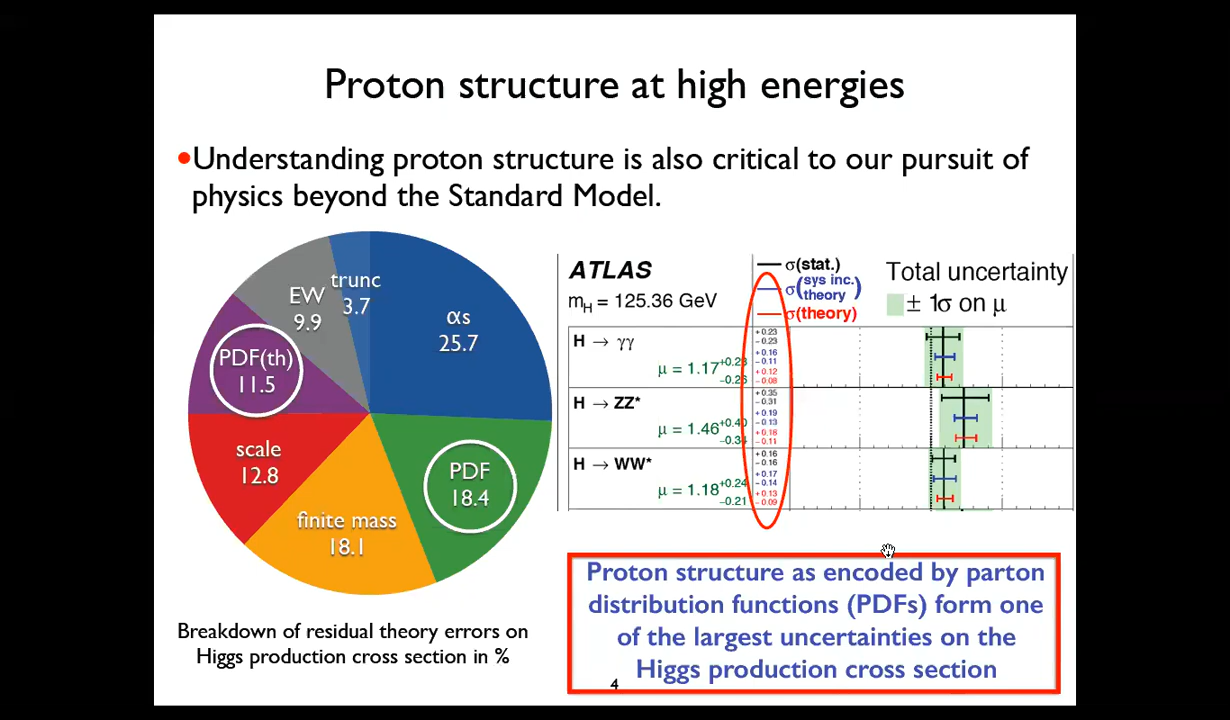 Proton structure at high energies
•Understanding proton structure is also critical to our pursuit of
physics beyond the Standard Model.
trunc
3.7
EW
9.9
αs
25.7
PDF(th)
11.5
scale
12.8
PDF
18.4
finite mass
18.1
Breakdown of residual theory errors on
Higgs production cross section in %
ATLAS
mH = 125.36 GeV
σ(stat.)
σ(sys inc. theory)
σ(theory)
Total uncertainty
± 1σ on μ
H → γγ
μ = 1.17 +0.28 −0.26
+0.23
−0.23
+0.16
−0.11
+0.12
−0.08
H → ZZ*
μ = 1.46 +0.40 −0.34
+0.35
−0.31
+0.19
−0.13
+0.18
−0.11
H → WW*
μ = 1.18 +0.24 −0.21
+0.16
−0.16
+0.17
−0.14
+0.13
−0.09
Proton structure as encoded by parton
distribution functions (PDFs) form one
of the largest uncertainties on the
Higgs production cross section
4